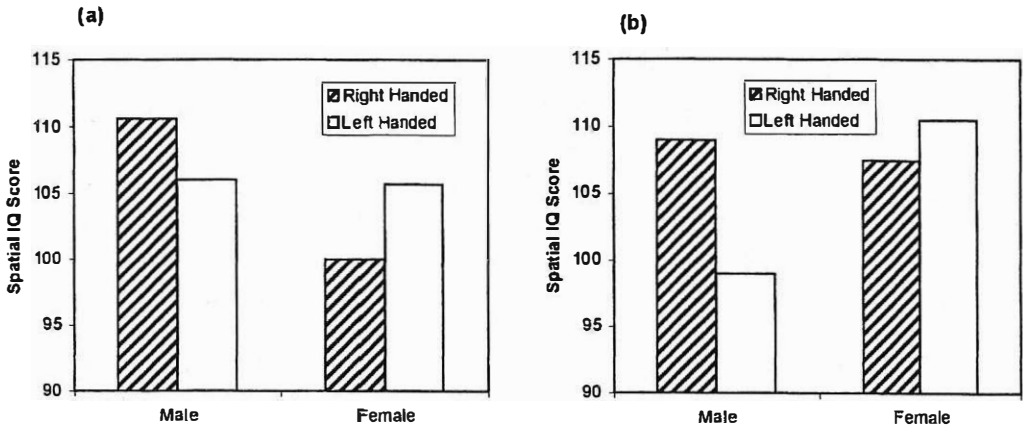 (a)
115
110
105
100
95
90
Spatial IQ Score
Right Handed
Left Handed
Male
Female
(b)
115
110
105
100
95
90
Spatial IQ Score
Right Handed
Left Handed
Male
Female